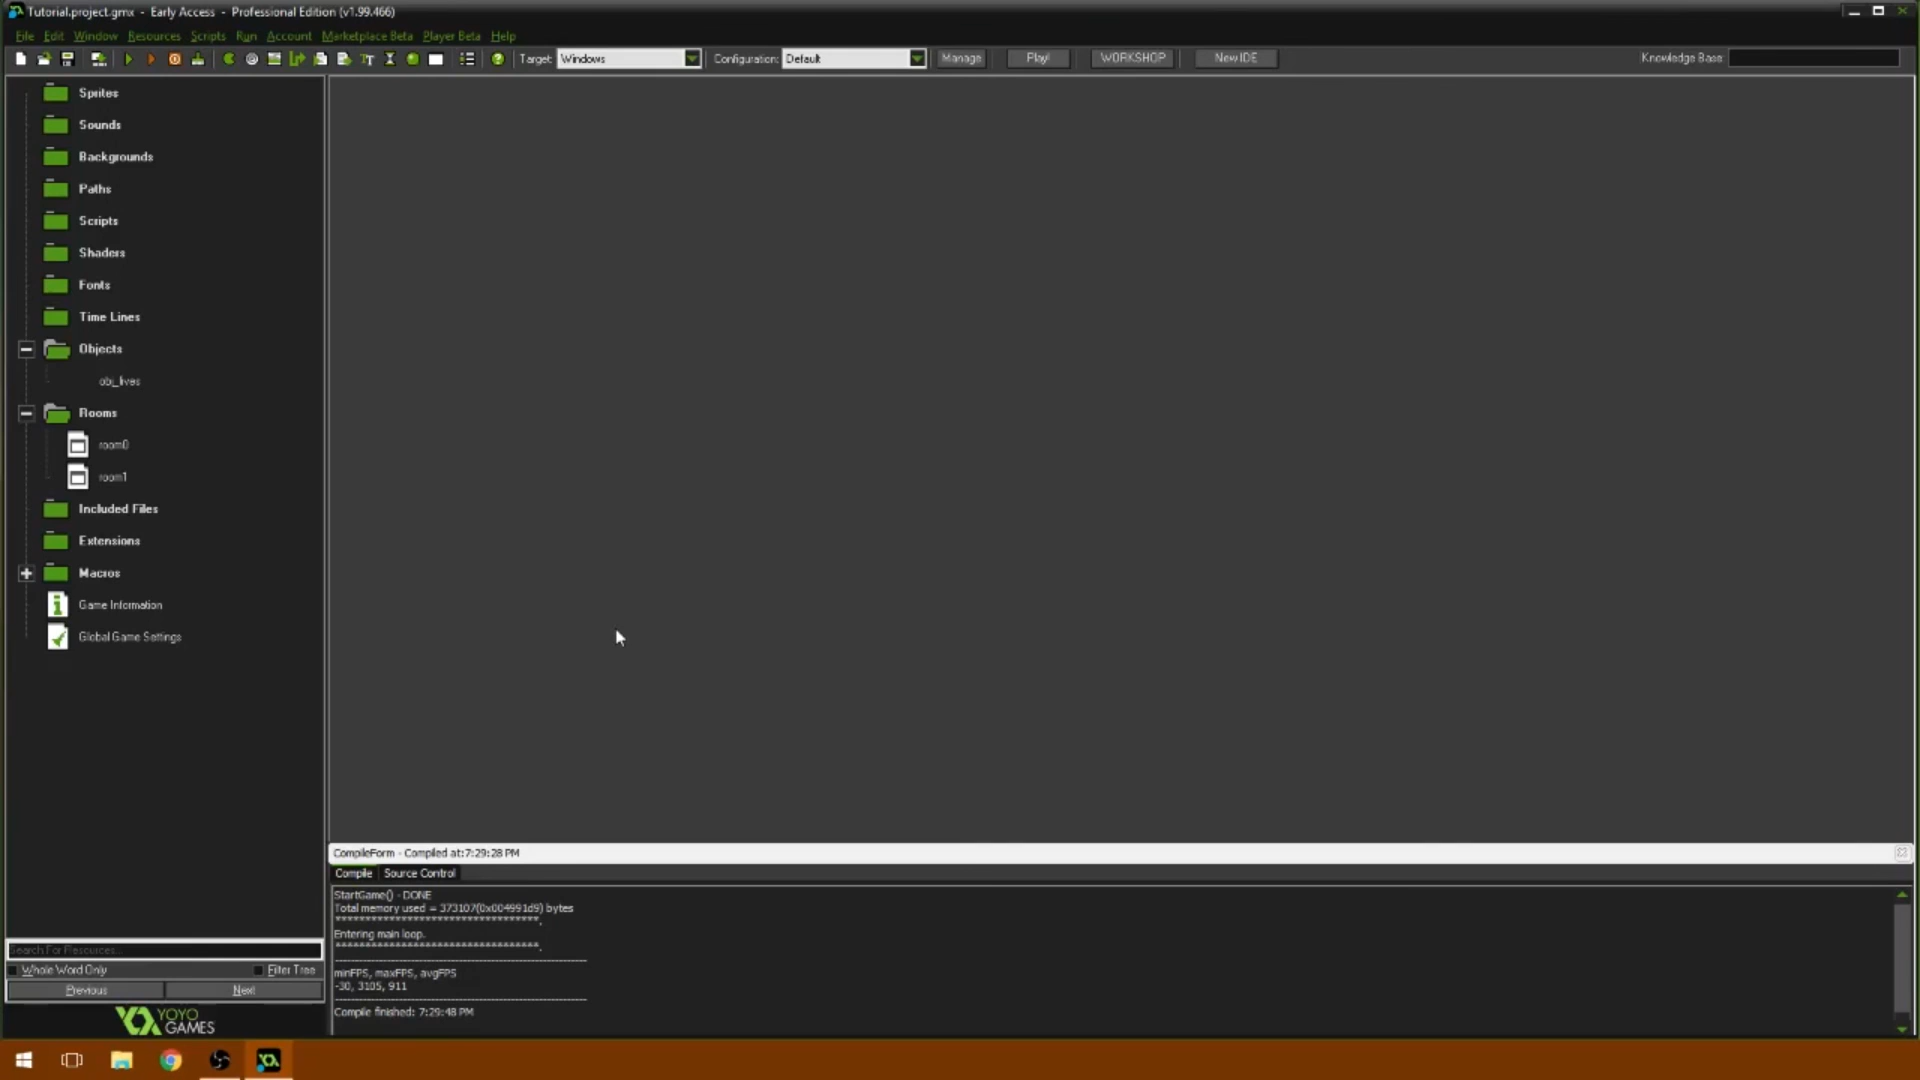 Tutorial.project.gmx - Early Access - Professional Edition (v1.99.466)
File Edit Window Resources Scripts Run Account Marketplace Beta Player Beta Help
Target: Windows Configuration: Default Manage Play! WORKSHOP New IDE Knowledge Base:
Sprites
Sounds
Backgrounds
Paths
Scripts
Shaders
Fonts
Time Lines
Objects
obj_lives
Rooms
room0
room1
Included Files
Extensions
Macros
Game Information
Global Game Settings
CompileForm - Compiled at:7:29:28 PM
Compile Source Control
StartGame() - DONE
Total memory used = 373107(0x004991d9) bytes
**********************************.
Entering main loop.
**********************************.
minFPS, maxFPS, avgFPS
-30, 3105, 911
Compile finished: 7:29:48 PM
Search For Resources...
Whole Word Only Filter Tree
Previous Next
YOYO
GAMES